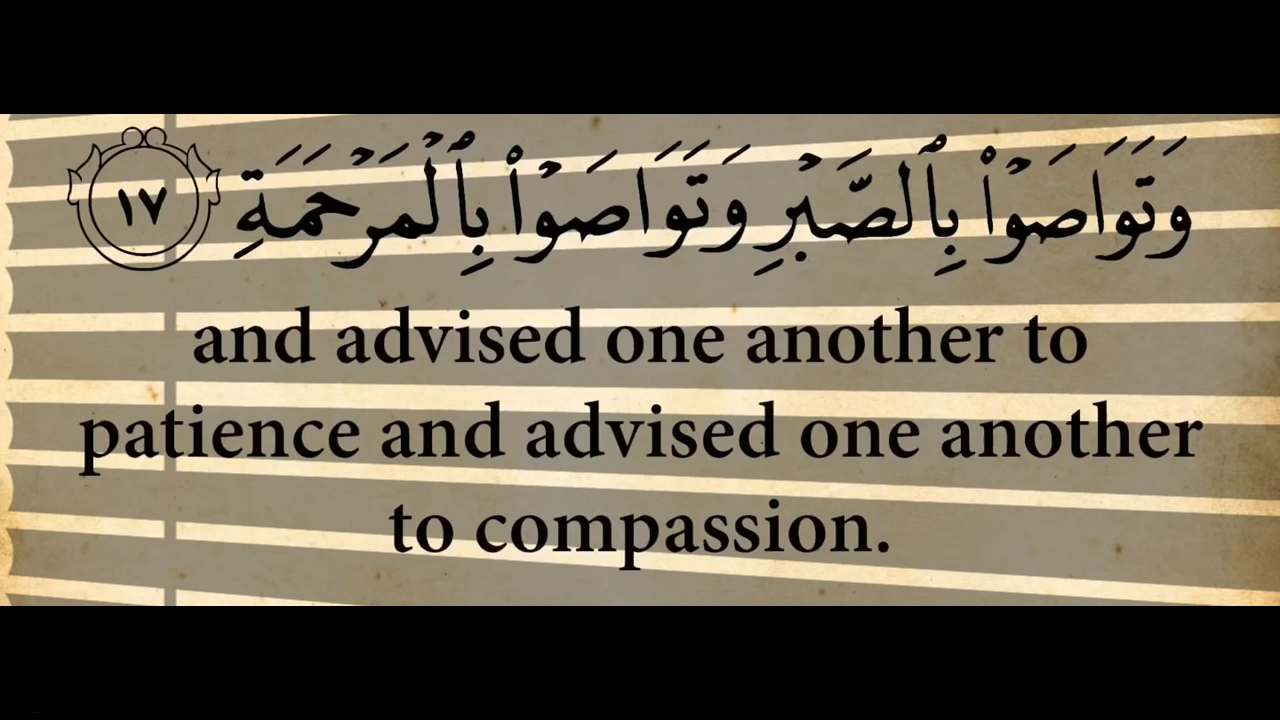 وَتَوَاصَوْا۟ بِٱلصَّبْرِ وَتَوَاصَوْا۟ بِٱلْمَرْحَمَةِ ١٧
and advised one another to
patience and advised one another
to compassion.